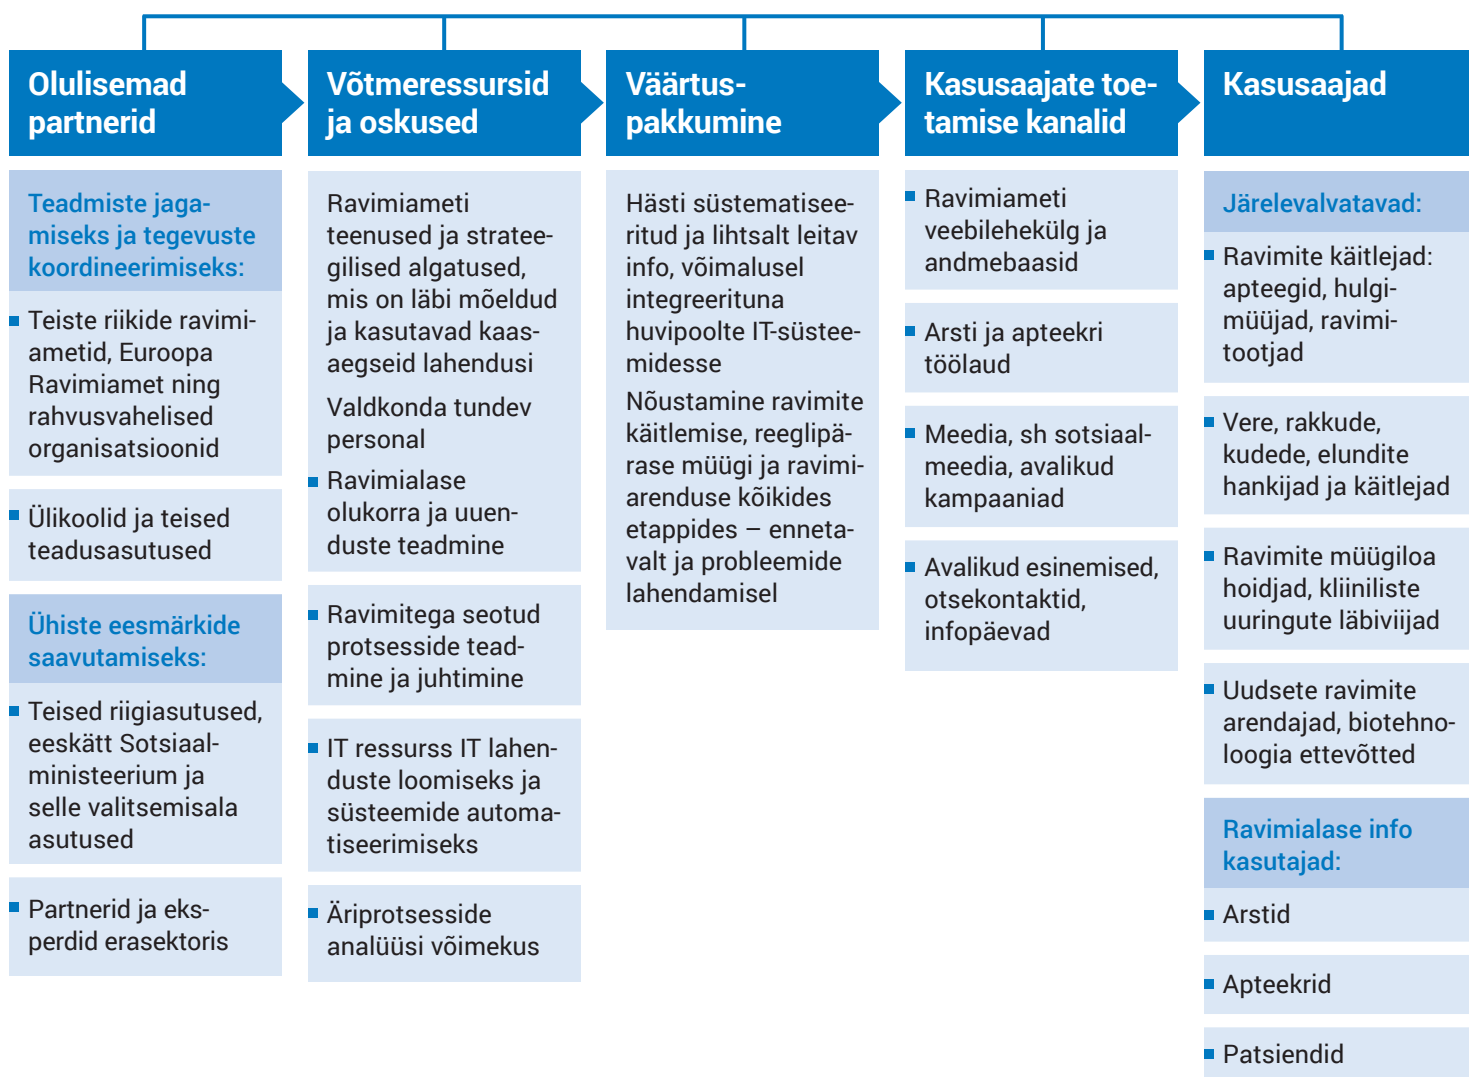 Olulisemad
partnerid
Teadmiste jaga-
miseks ja tegevuste
koordineerimiseks:
Teiste riikide ravimi-
ametid, Euroopa
Ravimiamet ning
rahvusvahelised
organisatsioonid
Ülikoolid ja teised
teadusasutused
Ühiste eesmärkide
saavutamiseks:
Teised riigiasutused,
eeskätt Sotsiaal-
ministeerium ja
selle valitsemisala
asutused
Partnerid ja eks-
perdid erasektoris
Võtmeressursid
ja oskused
Ravimiameti
teenused ja stratee-
gilised algatused,
mis on läbi mõeldud
ja kasutavad kaas-
aegseid lahendusi
Valdkonda tundev
personal
Ravimialase
olukorra ja uuen-
duste teadmine
Ravimitega seotud
protsesside tead-
mine ja juhtimine
IT ressurss IT lahen-
duste loomiseks ja
süsteemide automa-
tiseerimiseks
Äriprotsesside
analüüsi võimekus
Väärtus-
pakkumine
Hästi süstematisee-
ritud ja lihtsalt leitav
info, võimalusel
integreerituna
huvipoolte IT-süstee-
midesse
Nõustamine ravimite
käitlemise, reeglipä-
rase müügi ja ravimi-
arenduse kõikides
etappides – enneta-
valt ja probleemide
lahendamisel
Kasusaajate toe-
tamise kanalid
Ravimiameti
veebilehekülg ja
andmebaasid
Arsti ja apteekri
töölaud
Meedia, sh sotsiaal-
meedia, avalikud
kampaaniad
Avalikud esinemised,
otsekontaktid,
infopäevad
Kasusaajad
Järelevalvatavad:
Ravimite käitlejad:
apteegid, hulgi-
müüjad, ravimi-
tootjad
Vere, rakkude,
kudede, elundite
hankijad ja käitlejad
Ravimite müügiloa
hoidjad, kliiniliste
uuringute läbiviijad
Uudsete ravimite
arendajad, biotehno-
loogia ettevõtted
Ravimialase info
kasutajad:
Arstid
Apteekrid
Patsiendid